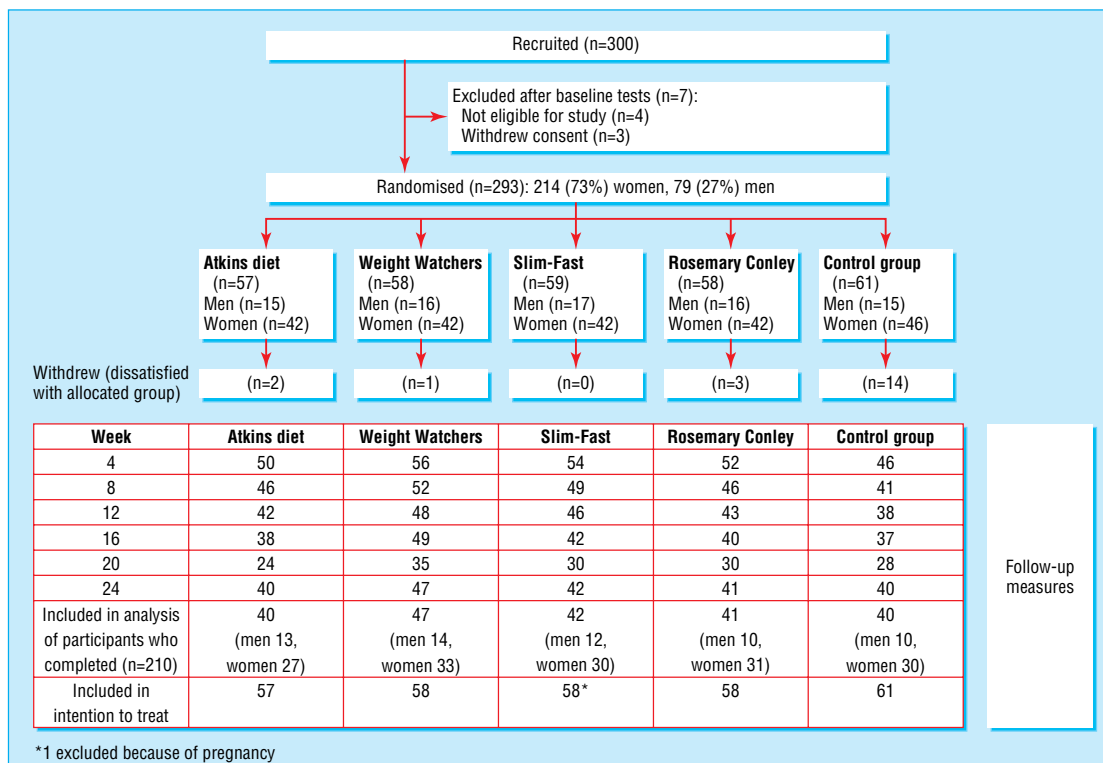 Recruited (n=300)
Excluded after baseline tests (n=7):
Not eligible for study (n=4)
Withdrew consent (n=3)
Randomised (n=293): 214 (73%) women, 79 (27%) men
Atkins diet
(n=57)
Men (n=15)
Women (n=42)
Weight Watchers
(n=58)
Men (n=16)
Women (n=42)
Slim-Fast
(n=59)
Men (n=17)
Women (n=42)
Rosemary Conley
(n=58)
Men (n=16)
Women (n=42)
Control group
(n=61)
Men (n=15)
Women (n=46)
Withdrew (dissatisfied
with allocated group)
(n=2) (n=1) (n=0) (n=3) (n=14)
Week Atkins diet Weight Watchers Slim-Fast Rosemary Conley Control group
4 50 56 54 52 46
8 46 52 49 46 41
12 42 48 46 43 38
16 38 49 42 40 37
20 24 35 30 30 28
24 40 47 42 41 40
Included in analysis 40 47 42 41 40
of participants who (men 13, (men 14, (men 12, (men 10, (men 10,
completed (n=210) women 27) women 33) women 30) women 31) women 30)
Included in 57 58 58* 58 61
intention to treat
Follow-up
measures
*1 excluded because of pregnancy